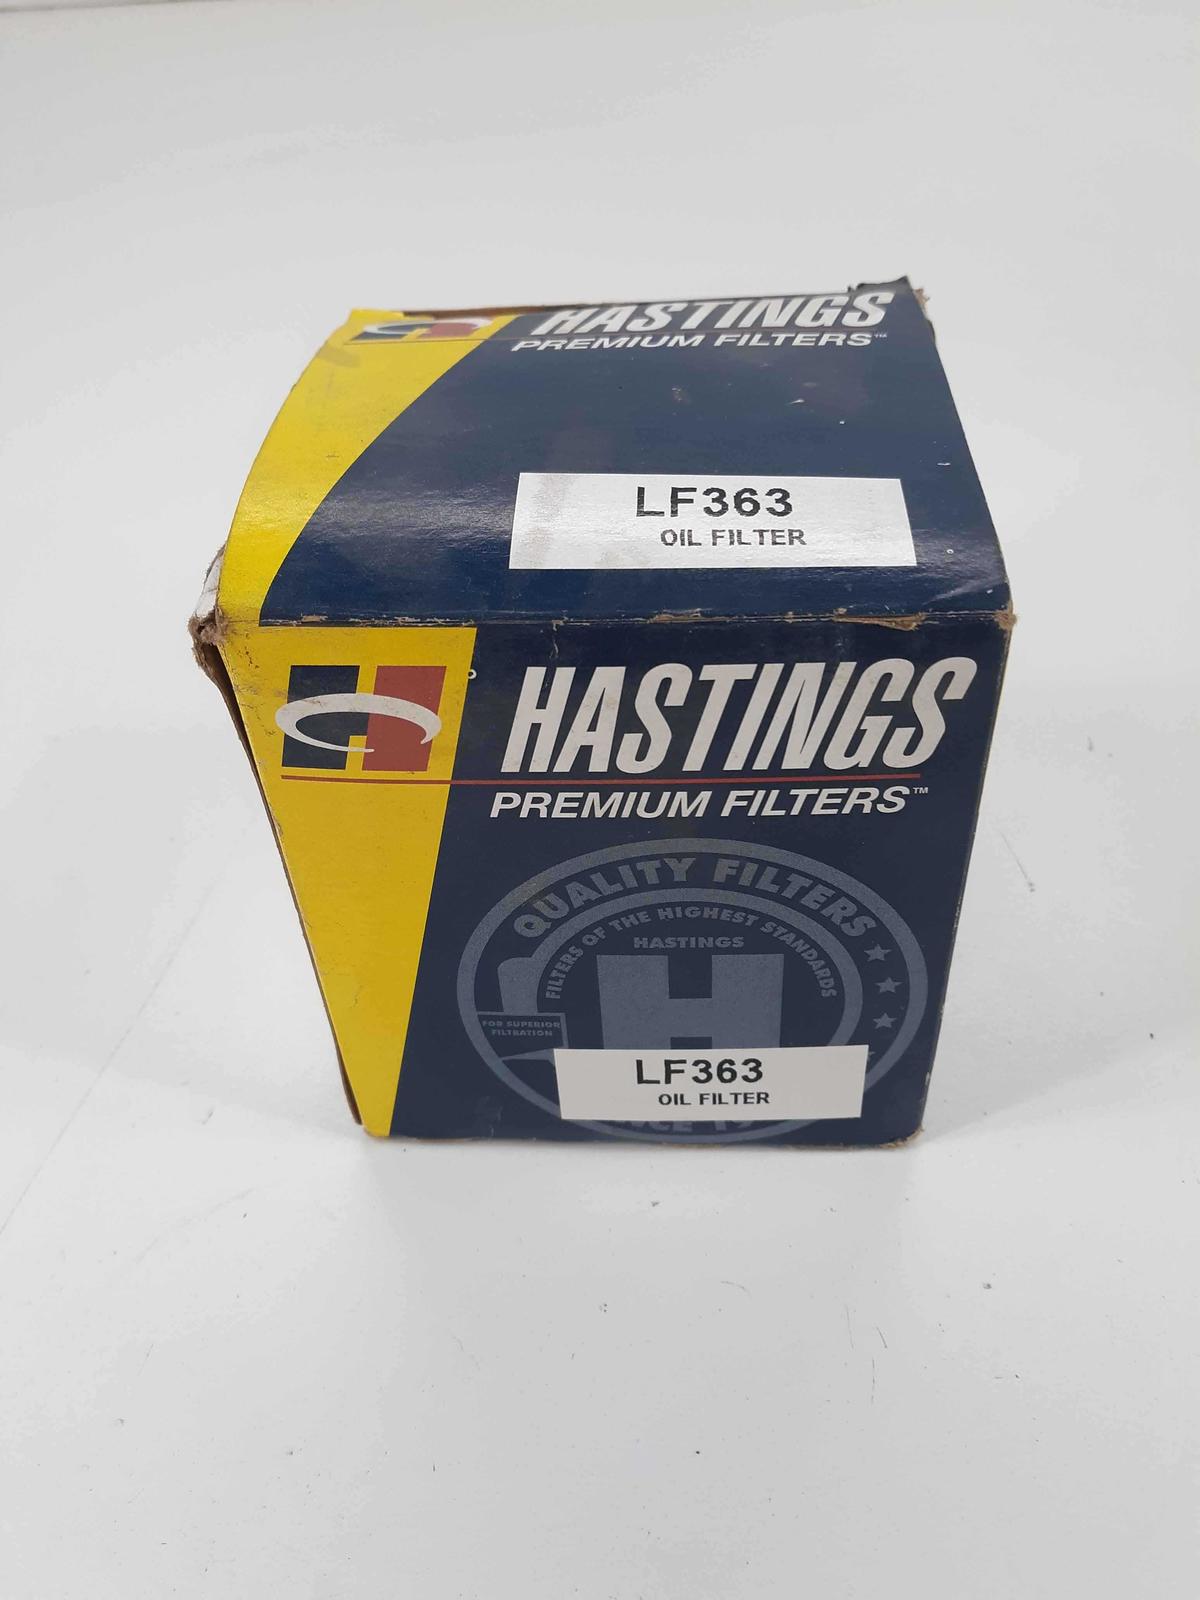 HASTINGS
PREMIUM FILTERS™
LF363
OIL FILTER
HASTINGS
PREMIUM FILTERS™
QUALITY FILTERS
FILTERS OF THE HIGHEST STANDARDS
HASTINGS
H
FOR SUPERIOR
FILTRATION
LF363
OIL FILTER